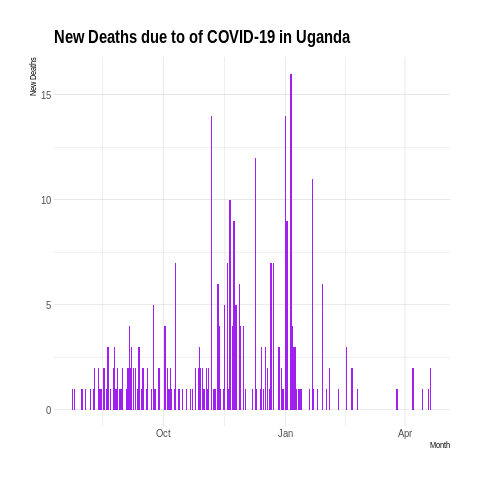 New Deaths due to of COVID-19 in Uganda
New Deaths
15
10
5
0
Oct Jan Apr
Month